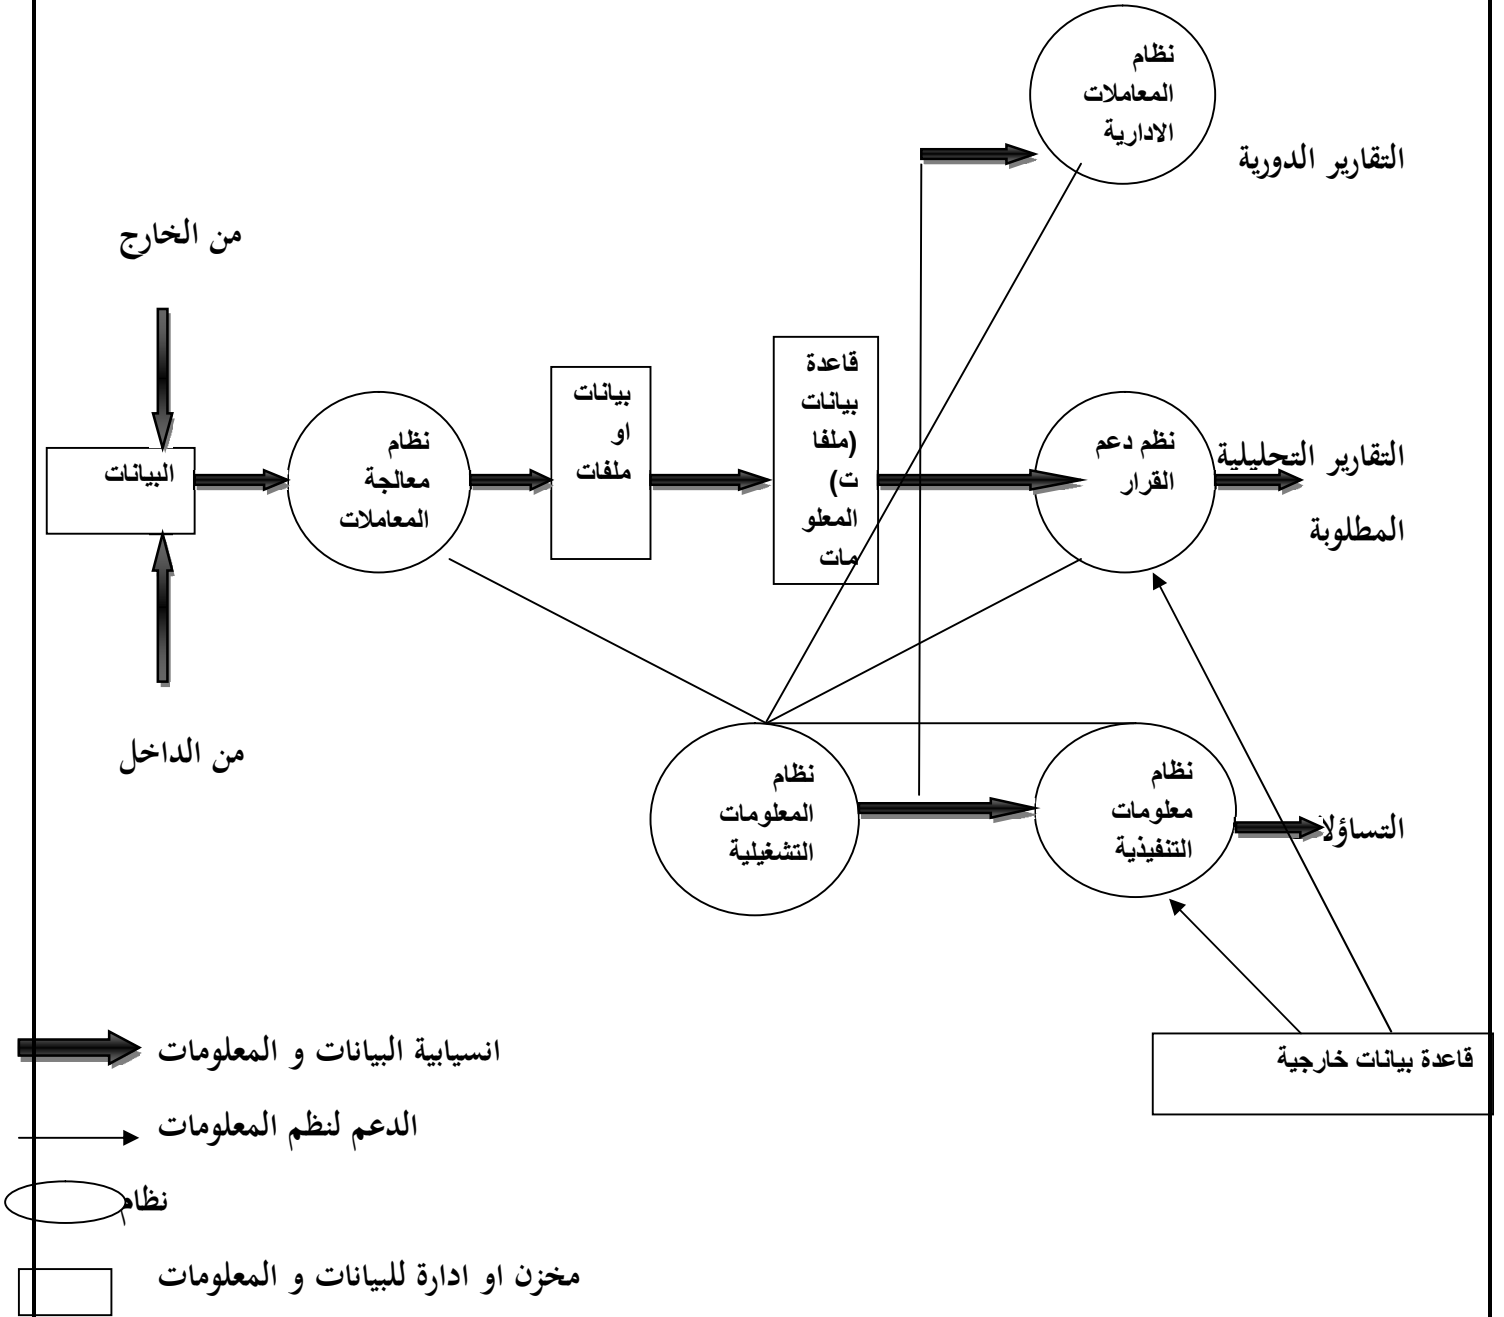 نظام
المعاملات
الادارية
التقارير الدورية
من الخارج
البيانات
نظام
معالجة
المعاملات
بيانات
او
ملفات
قاعدة
بيانات
(ملفا
ت)
المعلو
مات
نظم دعم
القرار
التقارير التحليلية
المطلوبة
من الداخل
نظام
المعلومات
التشغيلية
نظام
معلومات
التنفيذية
التساؤلا
قاعدة بيانات خارجية
انسيابية البيانات و المعلومات
الدعم لنظم المعلومات
نظام
مخزن او ادارة للبيانات و المعلومات